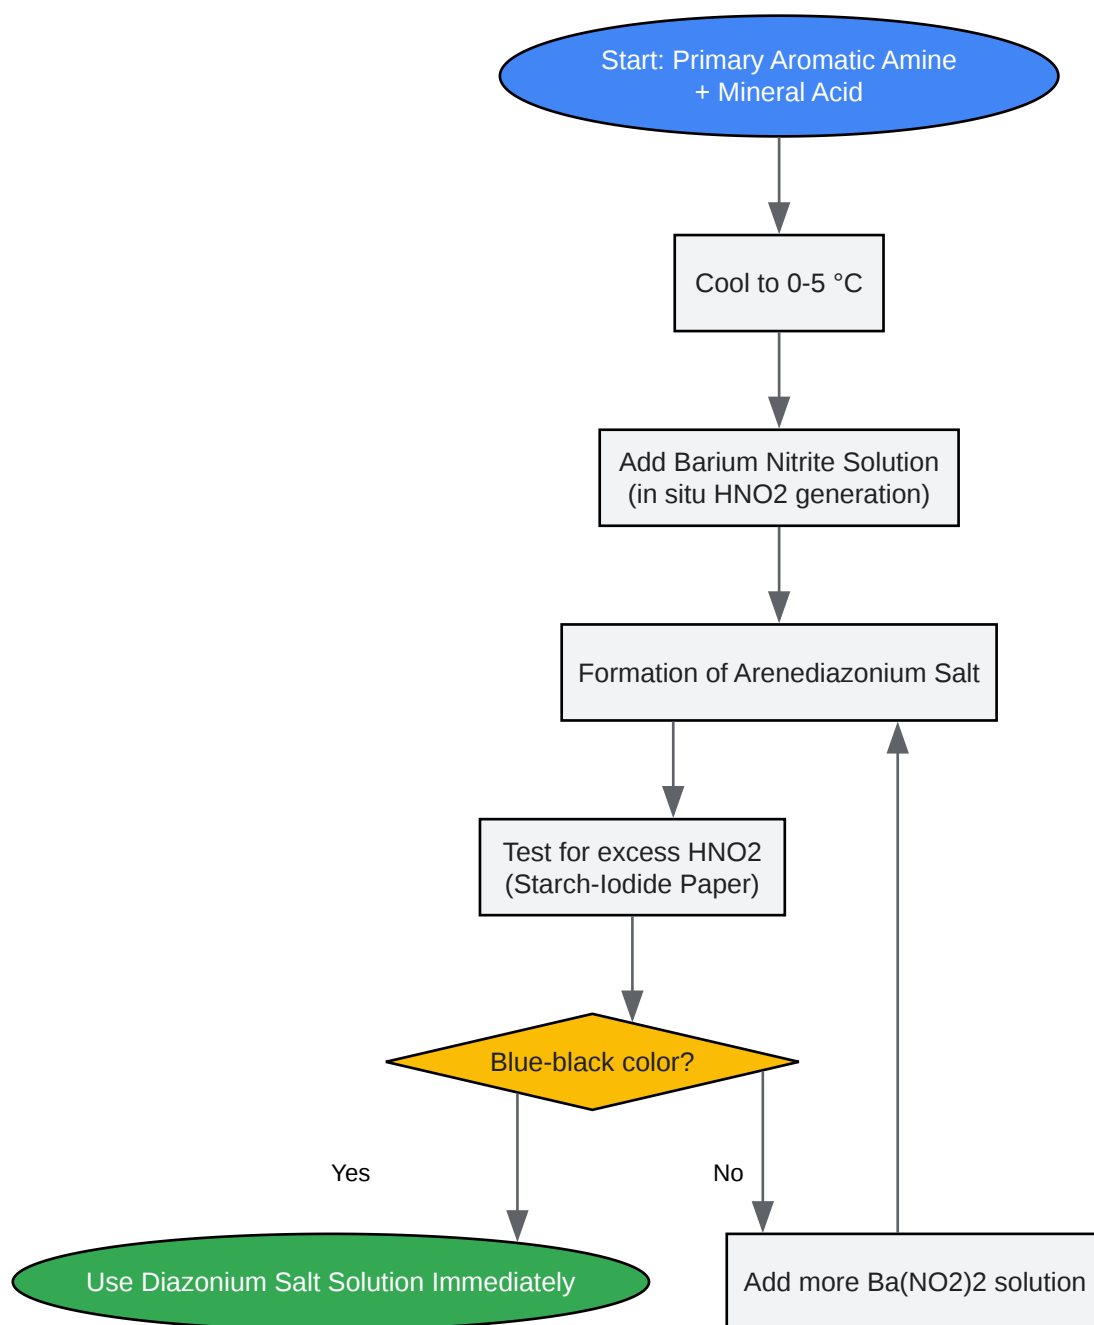 Start: Primary Aromatic Amine
+ Mineral Acid
Cool to 0-5 °C
Add Barium Nitrite Solution
(in situ HNO2 generation)
Formation of Arenediazonium Salt
Test for excess HNO2
(Starch-Iodide Paper)
Blue-black color?
Yes
No
Use Diazonium Salt Solution Immediately
Add more Ba(NO2)2 solution